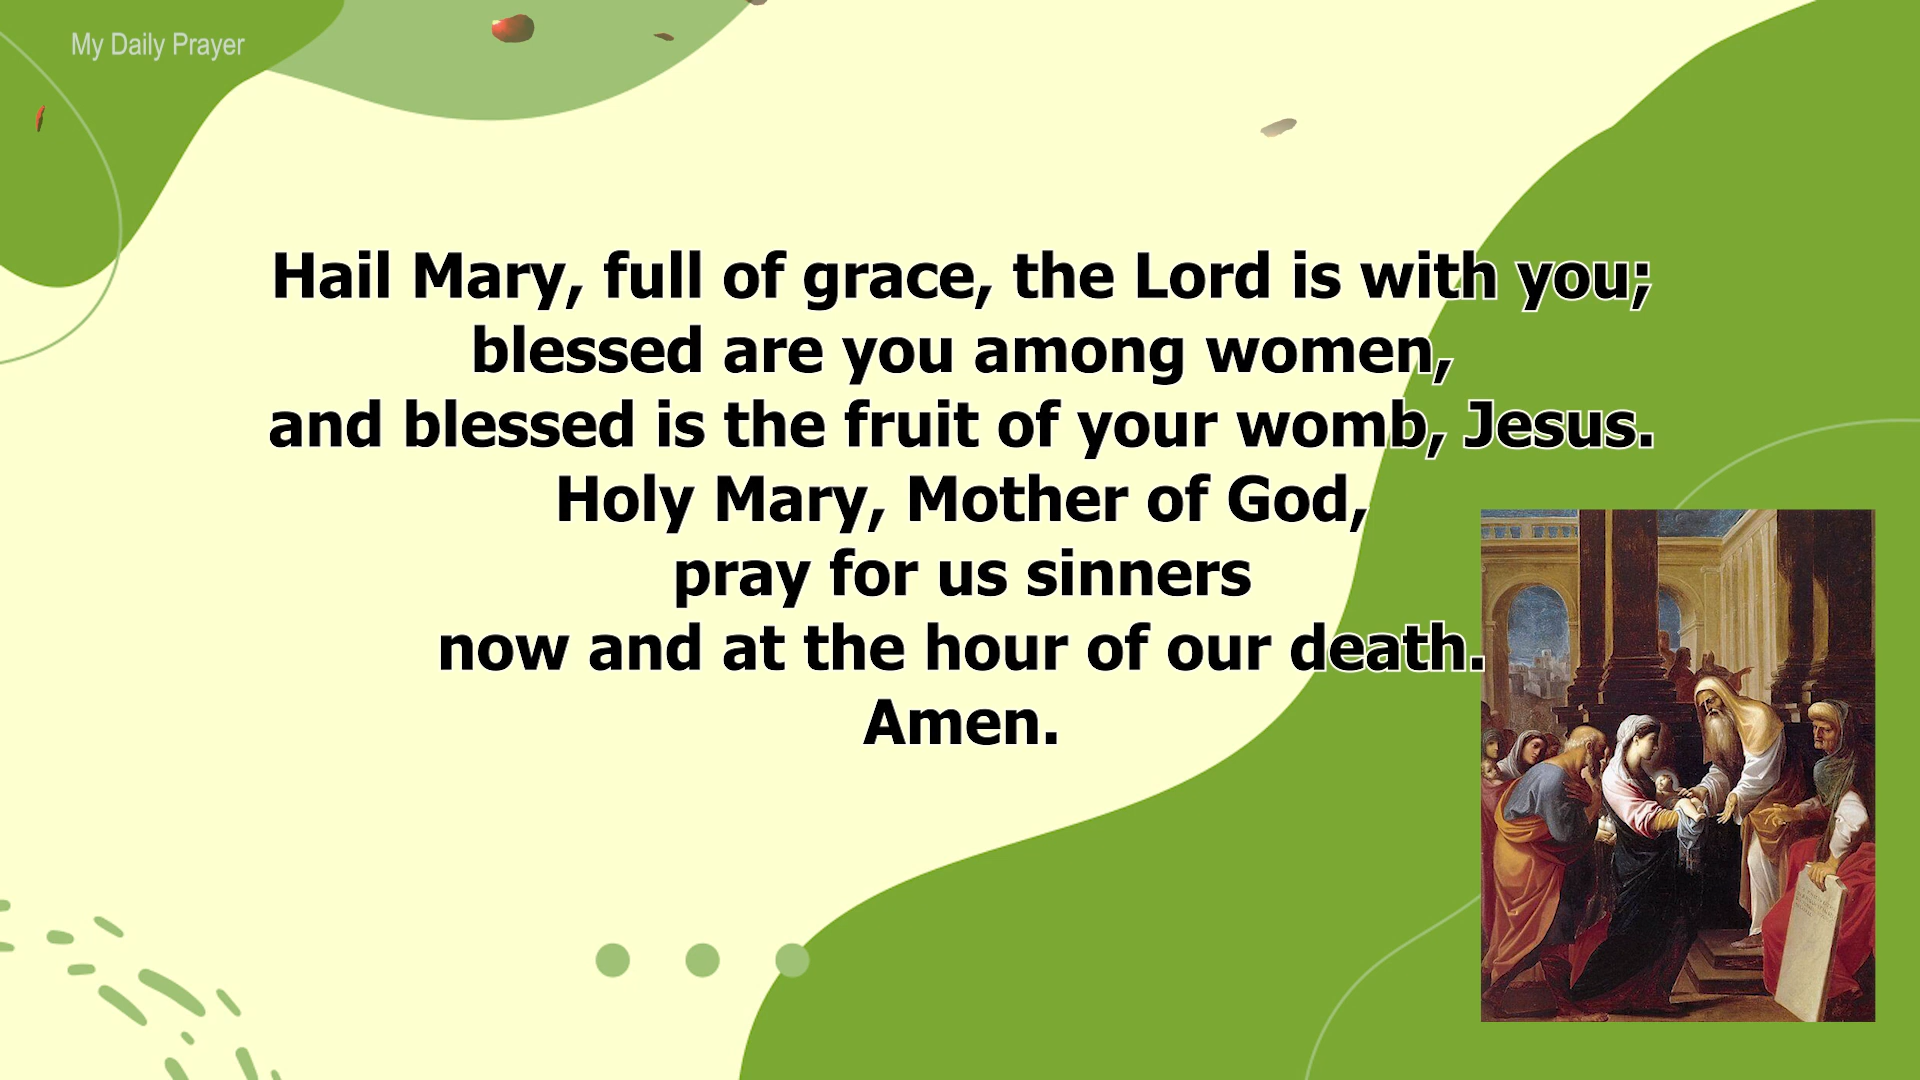 My Daily Prayer
Hail Mary, full of grace, the Lord is with you;
blessed are you among women,
and blessed is the fruit of your womb, Jesus.
Holy Mary, Mother of God,
pray for us sinners
now and at the hour of our death.
Amen.